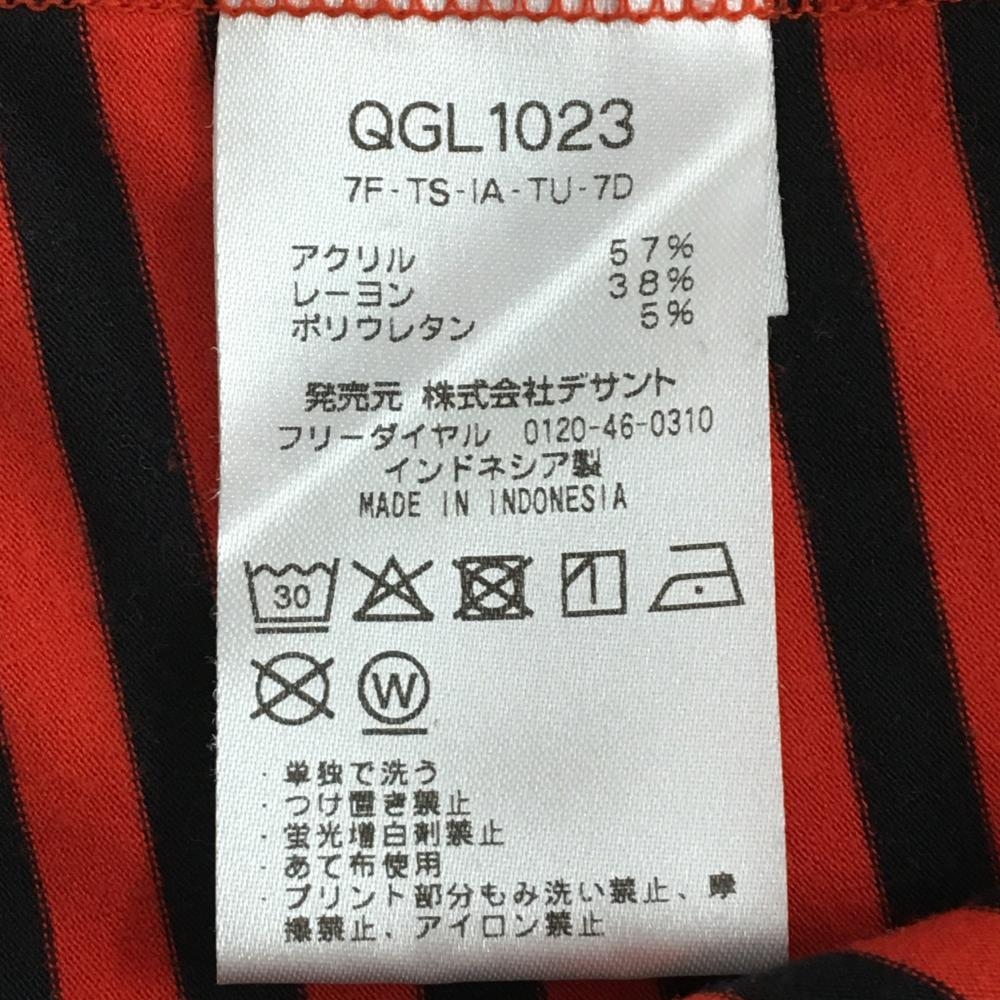 QGL1023
7F-TS-IA-TU-7D
アクリル 57%
レーヨン 38%
ポリウレタン 5%
発売元 株式会社デサント
フリーダイヤル 0120-46-0310
インドネシア製
MADE IN INDONESIA
30
W
・単独で洗う
・つけ置き禁止
・蛍光増白剤禁止
・あて布使用
・プリント部分もみ洗い禁止、摩
擦禁止、アイロン禁止